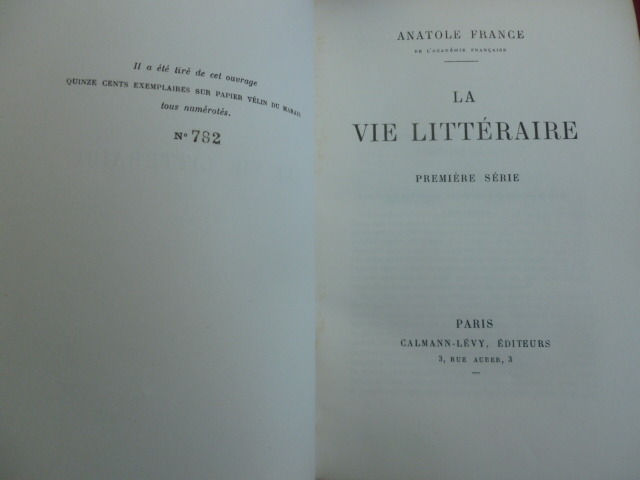 Il a été tiré de cet ouvrage
QUINZE CENTS EXEMPLAIRES SUR PAPIER VÉLIN DU MARAIS
tous numérotés.
N° 782
ANATOLE FRANCE
DE L'ACADÉMIE FRANÇAISE
LA
VIE LITTÉRAIRE
PREMIÈRE SÉRIE
PARIS
CALMANN-LÉVY, ÉDITEURS
3, RUE AUBER, 3